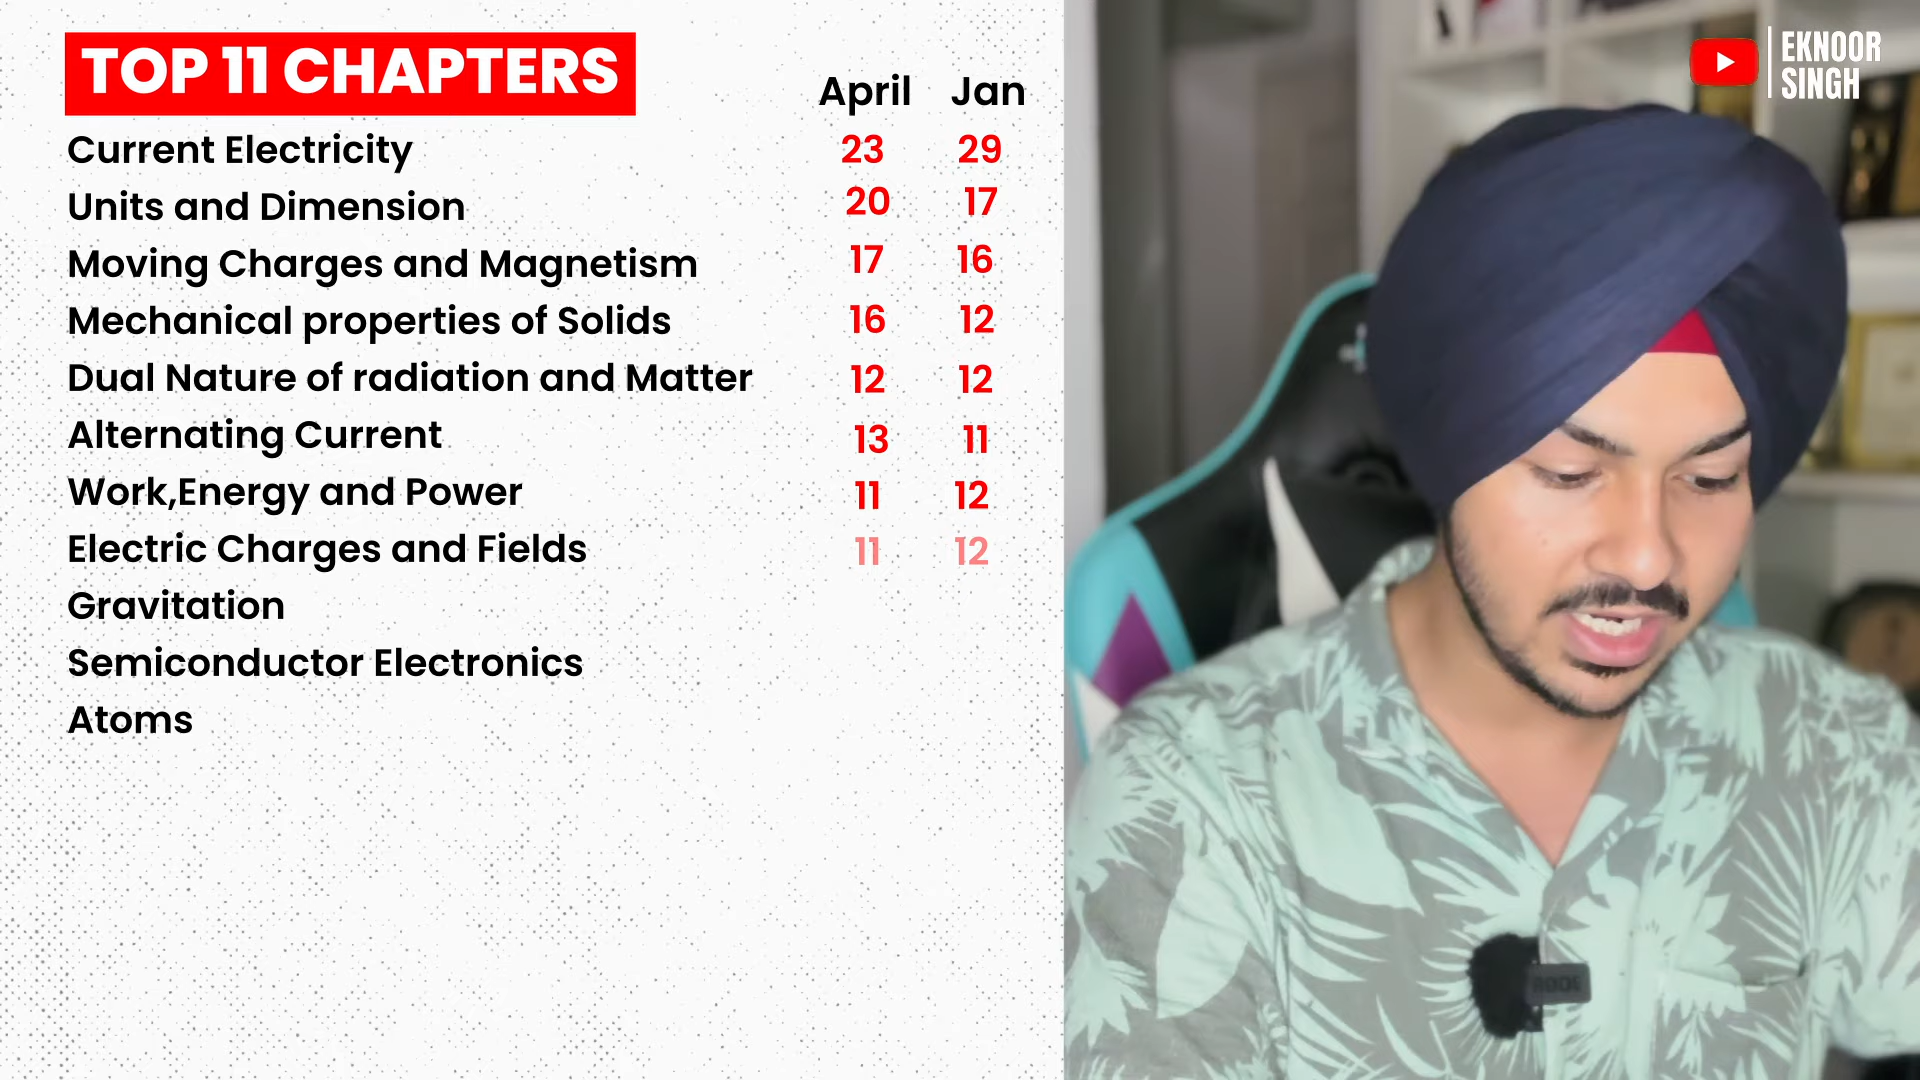 TOP 11 CHAPTERS
April Jan
Current Electricity 23 29
Units and Dimension 20 17
Moving Charges and Magnetism 17 16
Mechanical properties of Solids 16 12
Dual Nature of radiation and Matter 12 12
Alternating Current 13 11
Work,Energy and Power 11 12
Electric Charges and Fields 11 12
Gravitation
Semiconductor Electronics
Atoms
EKNOOR
SINGH